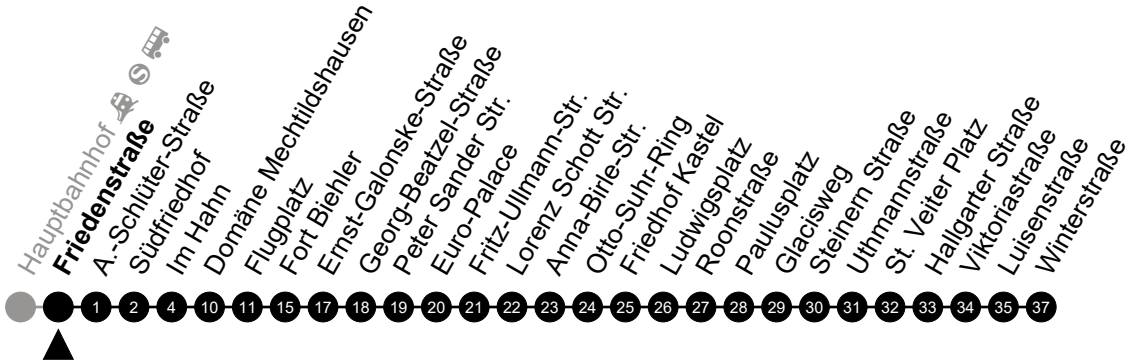 Hauptbahnhof
Friedenstraße
A.-Schlüter-Straße
Südfriedhof
Im Hahn
Domäne Mechtildshausen
Flugplatz
Fort Biehler
Ernst-Galonske-Straße
Georg-Beatzel-Straße
Peter Sander Str.
Euro-Palace
Fritz-Ullmann-Str.
Lorenz Schott Str.
Anna-Birle-Str.
Otto-Suhr-Ring
Friedhof Kastel
Ludwigsplatz
Roonstraße
Paulusplatz
Glacisweg
Steinern Straße
Uthmannstraße
St. Veiter Platz
Hallgarter Straße
Viktoriastraße
Luisenstraße
Winterstraße
1 2 4 10 11 15 17 18 19 20 21 22 23 24 25 26 27 28 29 30 31 32 33 34 35 37